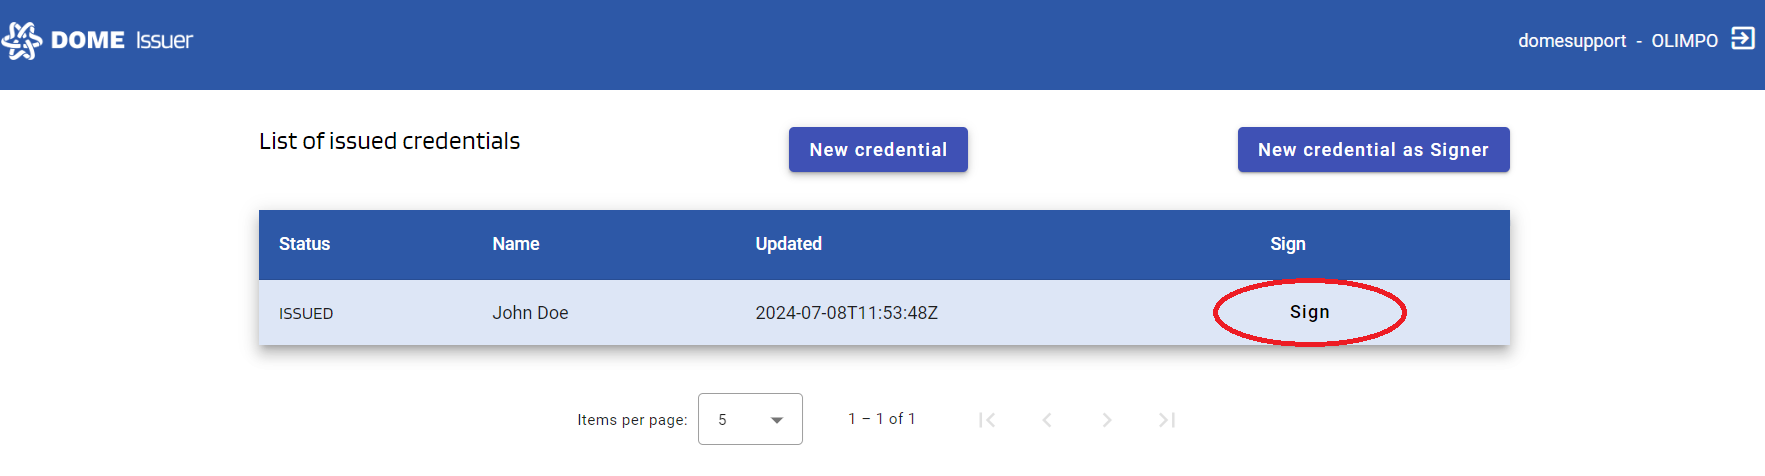 DOME Issuer
domesupport - OLIMPO
List of issued credentials
New credential
New credential as Signer
Status Name Updated Sign
ISSUED John Doe 2024-07-08T11:53:48Z Sign
Items per page: 5 1 – 1 of 1